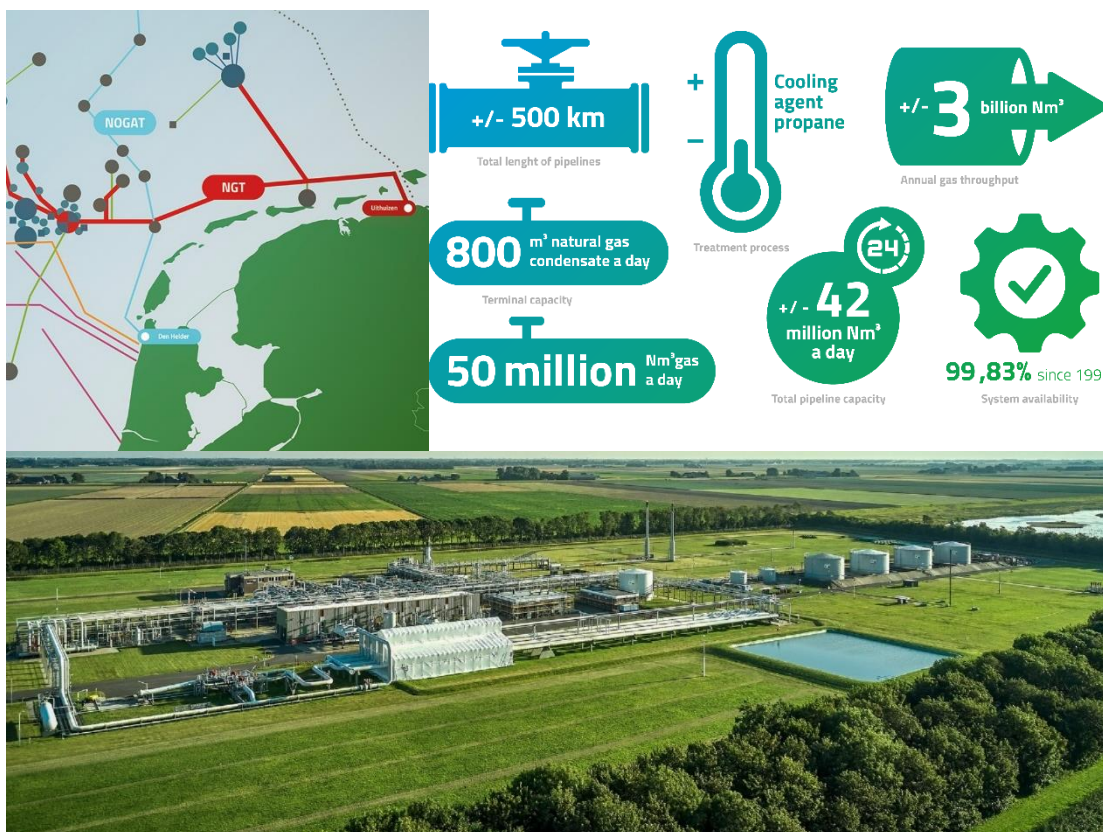 NOGAT
NGT
Uithuizen
Den Helder
+/- 500 km
Total lenght of pipelines
+
−
Cooling
agent
propane
Treatment process
+/- 3 billion Nm³
Annual gas throughput
800 m³ natural gas
condensate a day
Terminal capacity
50 million Nm³gas
a day
24
+/- 42
million Nm³
a day
Total pipeline capacity
99,83% since 199
System availability